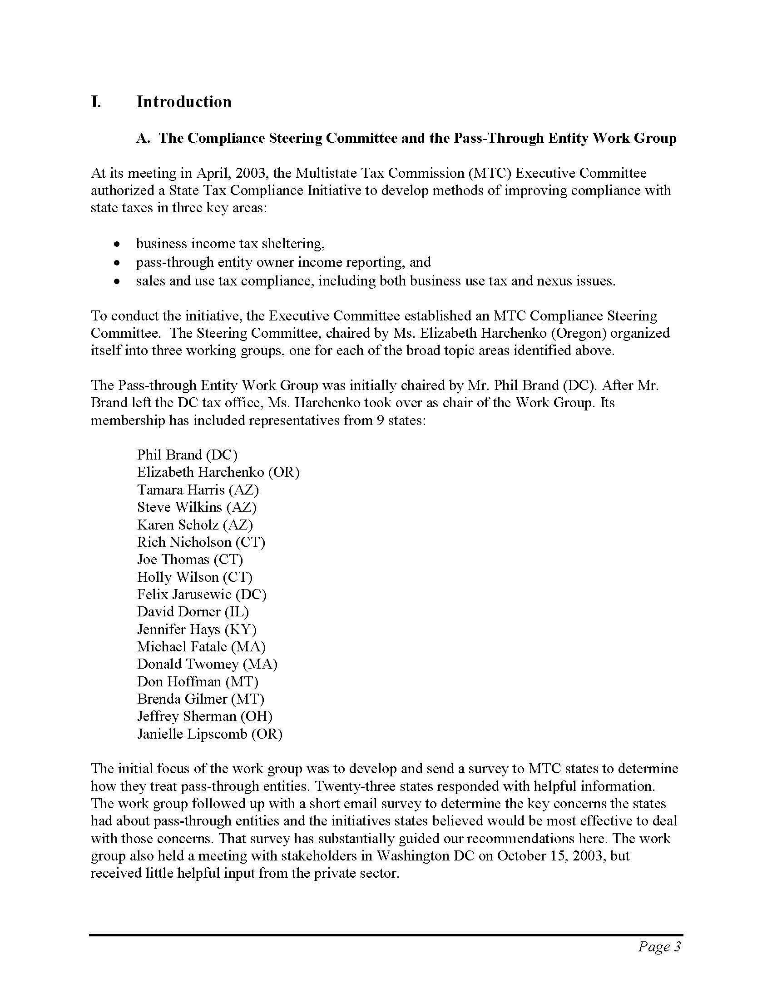 I. Introduction
A. The Compliance Steering Committee and the Pass-Through Entity Work Group
At its meeting in April, 2003, the Multistate Tax Commission (MTC) Executive Committee
authorized a State Tax Compliance Initiative to develop methods of improving compliance with
state taxes in three key areas:
• business income tax sheltering,
• pass-through entity owner income reporting, and
• sales and use tax compliance, including both business use tax and nexus issues.
To conduct the initiative, the Executive Committee established an MTC Compliance Steering
Committee. The Steering Committee, chaired by Ms. Elizabeth Harchenko (Oregon) organized
itself into three working groups, one for each of the broad topic areas identified above.
The Pass-through Entity Work Group was initially chaired by Mr. Phil Brand (DC). After Mr.
Brand left the DC tax office, Ms. Harchenko took over as chair of the Work Group. Its
membership has included representatives from 9 states:
Phil Brand (DC)
Elizabeth Harchenko (OR)
Tamara Harris (AZ)
Steve Wilkins (AZ)
Karen Scholz (AZ)
Rich Nicholson (CT)
Joe Thomas (CT)
Holly Wilson (CT)
Felix Jarusewic (DC)
David Dorner (IL)
Jennifer Hays (KY)
Michael Fatale (MA)
Donald Twomey (MA)
Don Hoffman (MT)
Brenda Gilmer (MT)
Jeffrey Sherman (OH)
Janielle Lipscomb (OR)
The initial focus of the work group was to develop and send a survey to MTC states to determine
how they treat pass-through entities. Twenty-three states responded with helpful information.
The work group followed up with a short email survey to determine the key concerns the states
had about pass-through entities and the initiatives states believed would be most effective to deal
with those concerns. That survey has substantially guided our recommendations here. The work
group also held a meeting with stakeholders in Washington DC on October 15, 2003, but
received little helpful input from the private sector.
Page 3